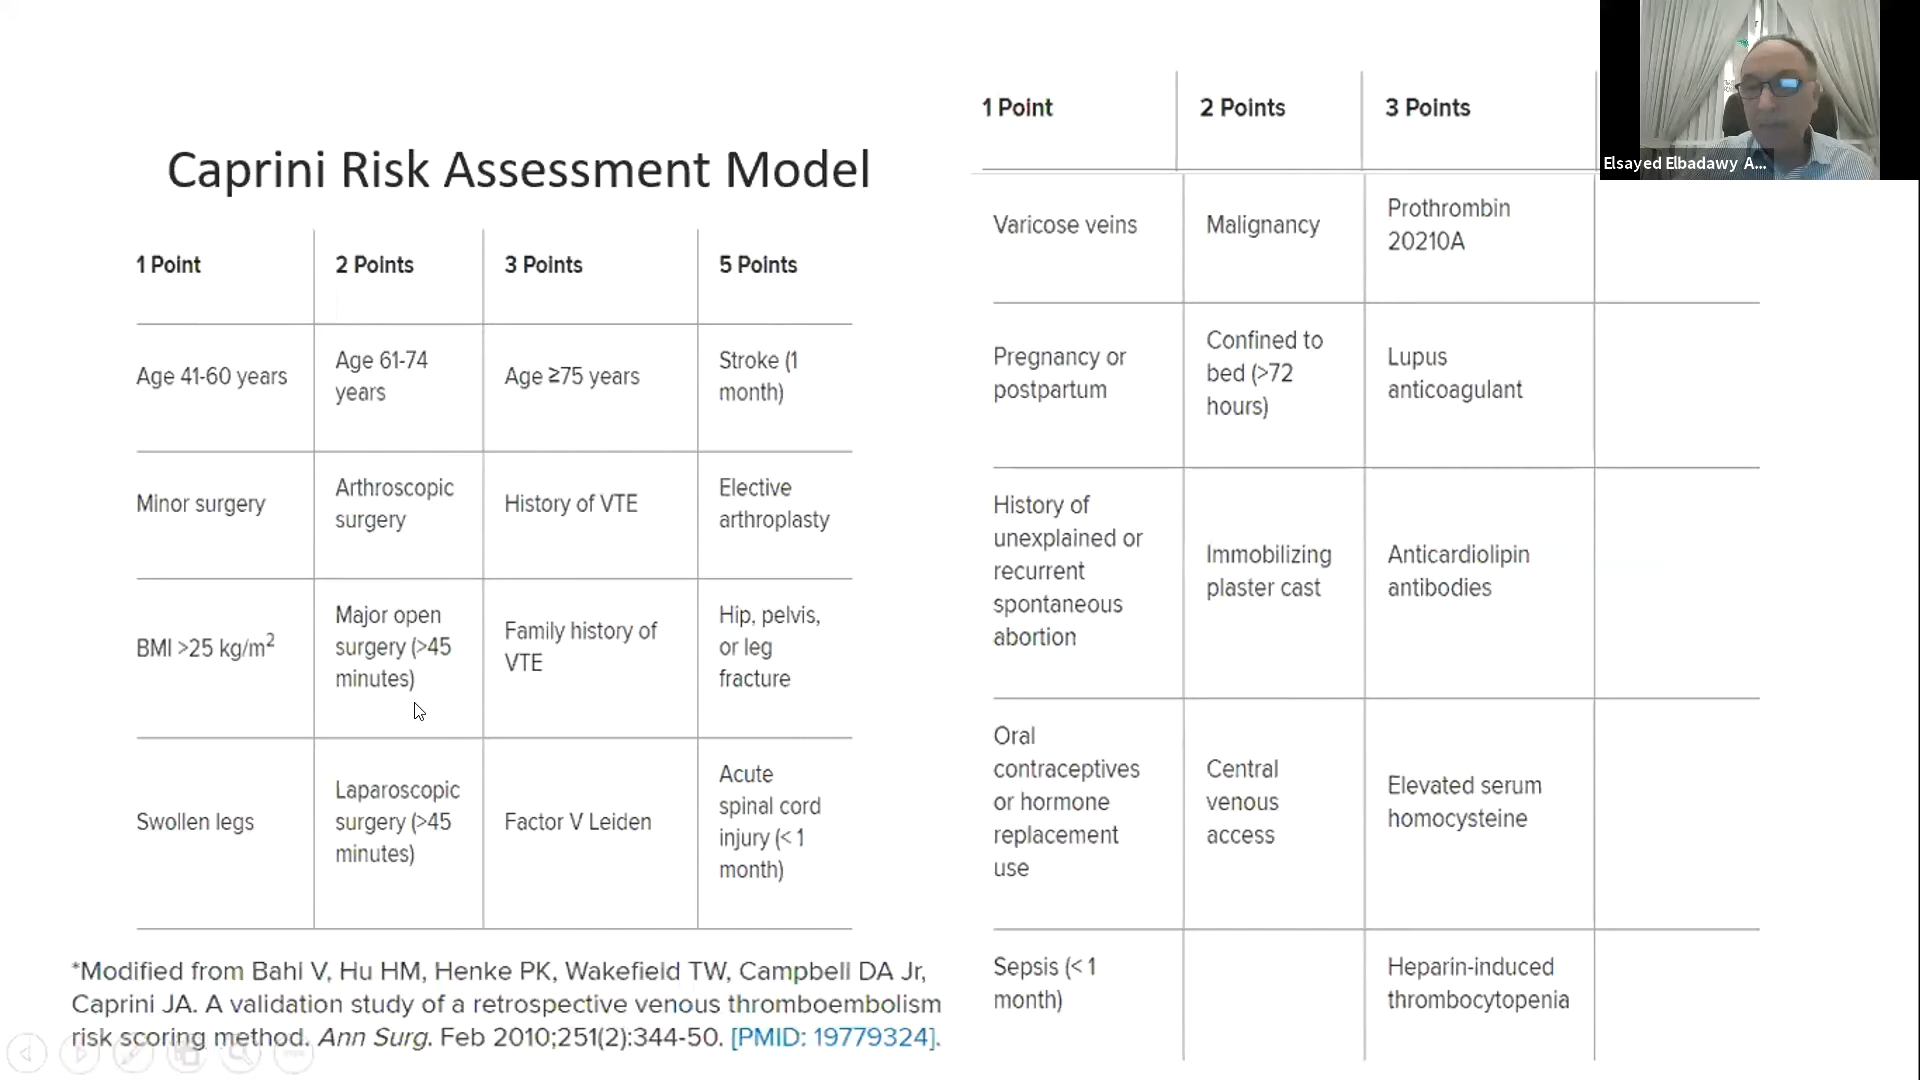 Caprini Risk Assessment Model
1 Point
2 Points
3 Points
5 Points
Age 41-60 years
Age 61-74
years
Age ≥75 years
Stroke (1
month)
Minor surgery
Arthroscopic
surgery
History of VTE
Elective
arthroplasty
BMI >25 kg/m²
Major open
surgery (>45
minutes)
Family history of
VTE
Hip, pelvis,
or leg
fracture
Swollen legs
Laparoscopic
surgery (>45
minutes)
Factor V Leiden
Acute
spinal cord
injury (< 1
month)
*Modified from Bahl V, Hu HM, Henke PK, Wakefield TW, Campbell DA Jr,
Caprini JA. A validation study of a retrospective venous thromboembolism
risk scoring method. Ann Surg. Feb 2010;251(2):344-50. [PMID: 19779324].
1 Point
2 Points
3 Points
Varicose veins
Malignancy
Prothrombin
20210A
Pregnancy or
postpartum
Confined to
bed (>72
hours)
Lupus
anticoagulant
History of
unexplained or
recurrent
spontaneous
abortion
Immobilizing
plaster cast
Anticardiolipin
antibodies
Oral
contraceptives
or hormone
replacement
use
Central
venous
access
Elevated serum
homocysteine
Sepsis (< 1
month)
Heparin-induced
thrombocytopenia
Elsayed Elbadawy A...